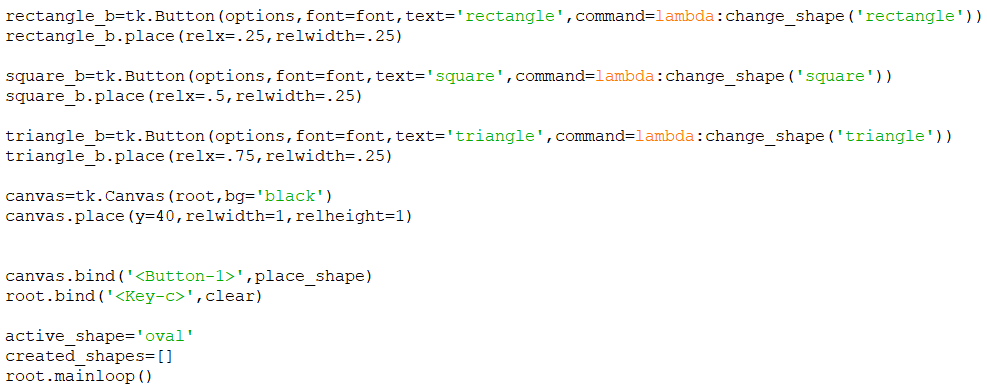 rectangle_b=tk.Button(options,font=font,text='rectangle',command=lambda:change_shape('rectangle'))
rectangle_b.place(relx=.25,relwidth=.25)
square_b=tk.Button(options,font=font,text='square',command=lambda:change_shape('square'))
square_b.place(relx=.5,relwidth=.25)
triangle_b=tk.Button(options,font=font,text='triangle',command=lambda:change_shape('triangle'))
triangle_b.place(relx=.75,relwidth=.25)
canvas=tk.Canvas(root,bg='black')
canvas.place(y=40,relwidth=1,relheight=1)
canvas.bind('<Button-1>',place_shape)
root.bind('<Key-c>',clear)
active_shape='oval'
created_shapes=[]
root.mainloop()